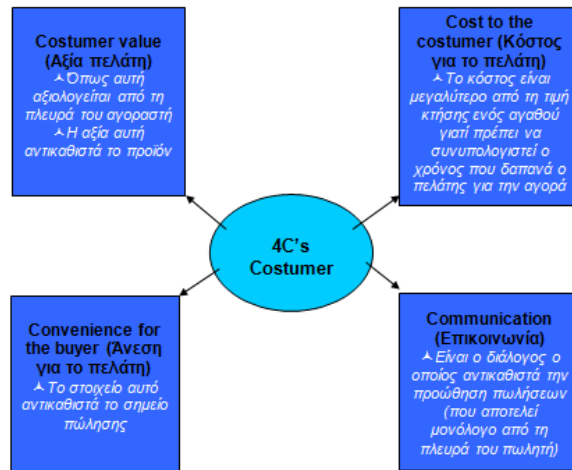 Costumer value
(Αξία πελάτη)
Όπως αυτή
αξιολογείται από τη
πλευρά του αγοραστή
Η αξία αυτή
αντικαθιστά το προϊόν
Cost to the
costumer (Κόστος
για το πελάτη)
Το κόστος είναι
μεγαλύτερο από τη τιμή
κτήσης ενός αγαθού
γιατί πρέπει να
συνυπολογιστεί ο
χρόνος που δαπανά ο
πελάτης για την αγορά
4C's
Costumer
Convenience for
the buyer (Άνεση
για το πελάτη)
Το στοιχείο αυτό
αντικαθιστά το σημείο
πώλησης
Communication
(Επικοινωνία)
Είναι ο διάλογος ο
οποίος αντικαθιστά την
προώθηση πωλήσεων
(που αποτελεί
μονόλογο από τη
πλευρά του πωλητή)